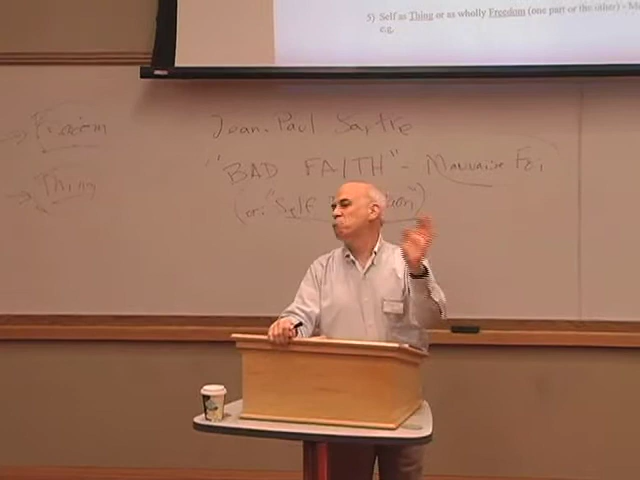 5) Self as Thing or as wholly Freedom (one part or the other) -
e.g.
Jean-Paul Sartre
"BAD FAITH" - Mauvaise Foi
(or: "Self
Freedom
Thing